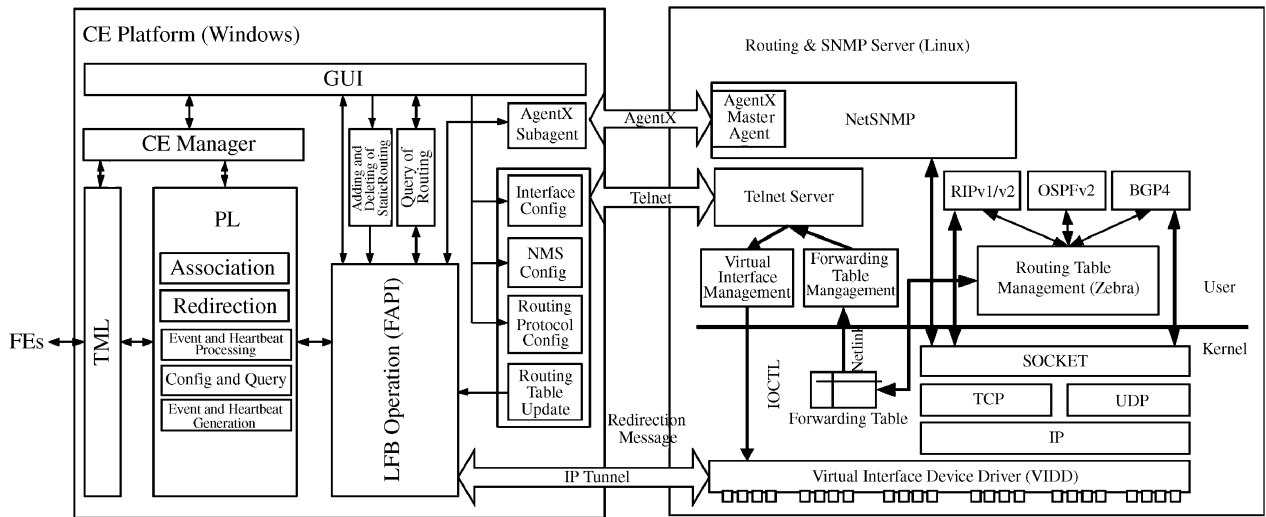 CE Platform (Windows)
GUI
CE Manager
TML
FEs
PL
Association
Redirection
Event and Heartbeat
Processing
Config and Query
Event and Heartbeat
Generation
Adding and
Deleting of
StaticRouting
Query of
Routing
LFB Operation (FAPI)
AgentX
Subagent
Interface
Config
NMS
Config
Routing
Protocol
Config
Routing
Table
Update
AgentX
Telnet
Redirection
Message
IP Tunnel
Routing & SNMP Server (Linux)
AgentX
Master
Agent
NetSNMP
Telnet Server
Virtual
Interface
Management
Forwarding
Table
Mangagement
RIPv1/v2
OSPFv2
BGP4
Routing Table
Management (Zebra)
User
Kernel
IOCTL
Netlink
Forwarding Table
SOCKET
TCP
UDP
IP
Virtual Interface Device Driver (VIDD)